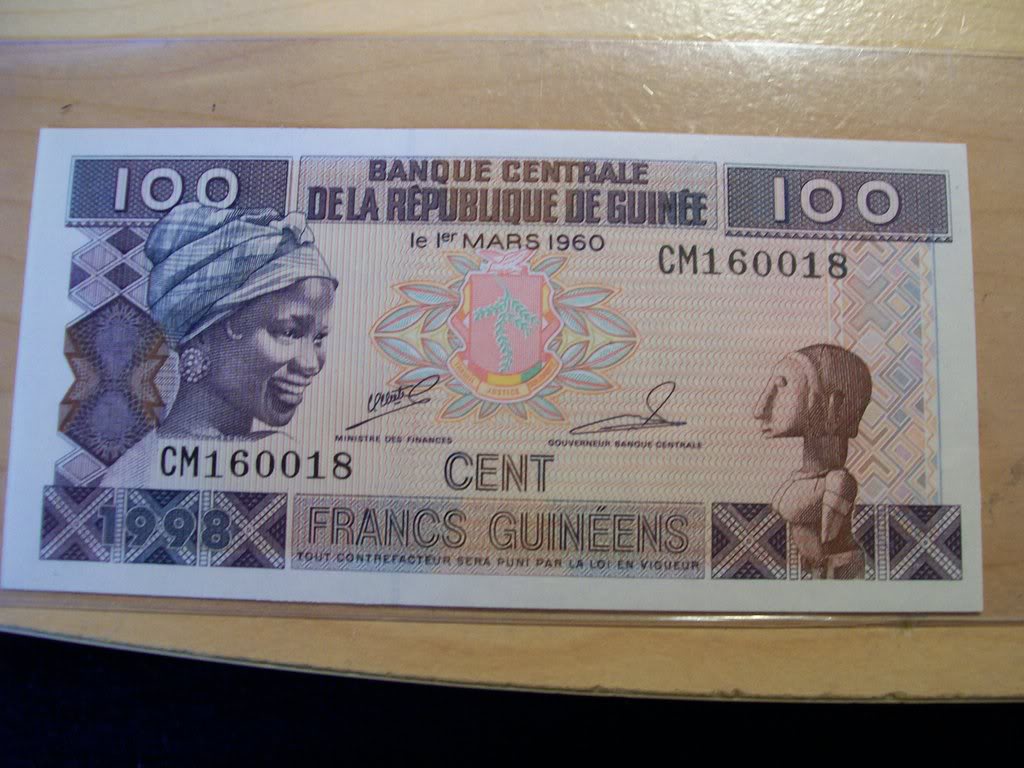 100
BANQUE CENTRALE
DE LA RÉPUBLIQUE DE GUINÉE
100
le 1er MARS 1960
CM160018
JUSTICE
MINISTRE DES FINANCES
GOUVERNEUR BANQUE CENTRALE
CM160018
CENT
1998
FRANCS GUINÉENS
TOUT CONTREFACTEUR SERA PUNI PAR LA LOI EN VIGUEUR